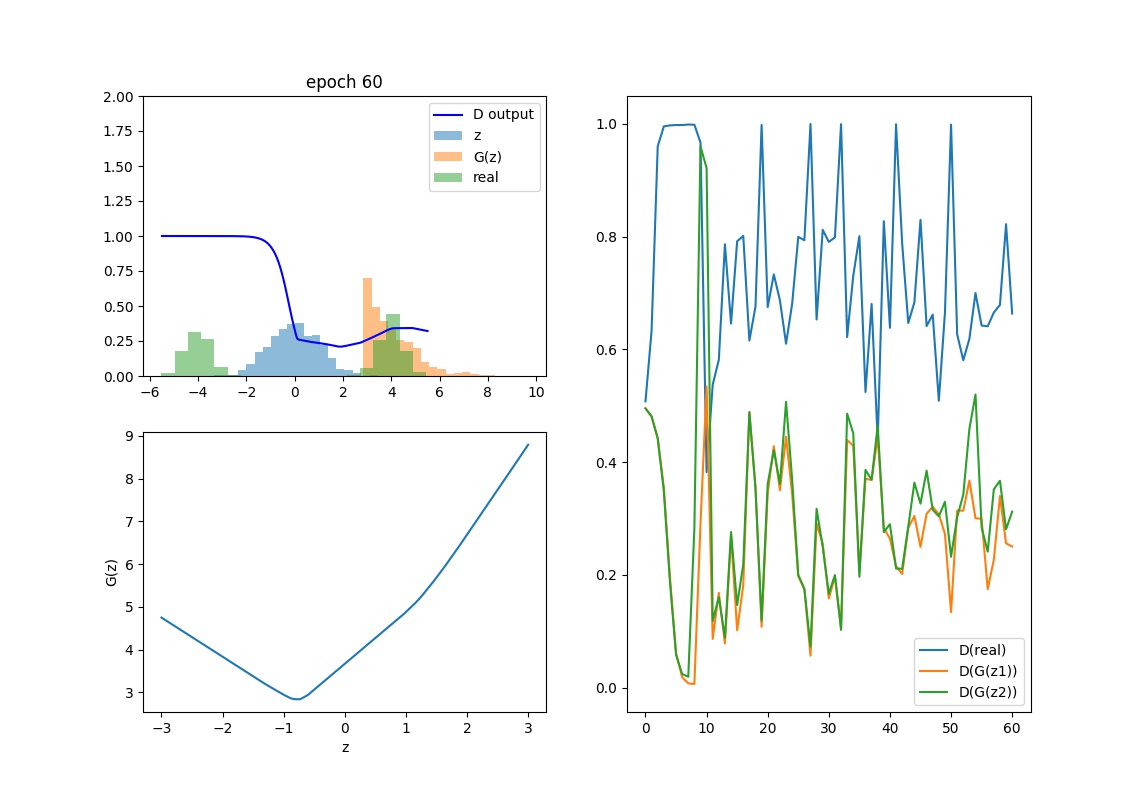 epoch 60
2.00
1.75
1.50
1.25
1.00
0.75
0.50
0.25
0.00
−6 −4 −2 0 2 4 6 8 10
D output
z
G(z)
real
9
8
7
6
5
4
3
G(z)
−3 −2 −1 0 1 2 3
z
1.0
0.8
0.6
0.4
0.2
0.0
0 10 20 30 40 50 60
D(real)
D(G(z1))
D(G(z2))